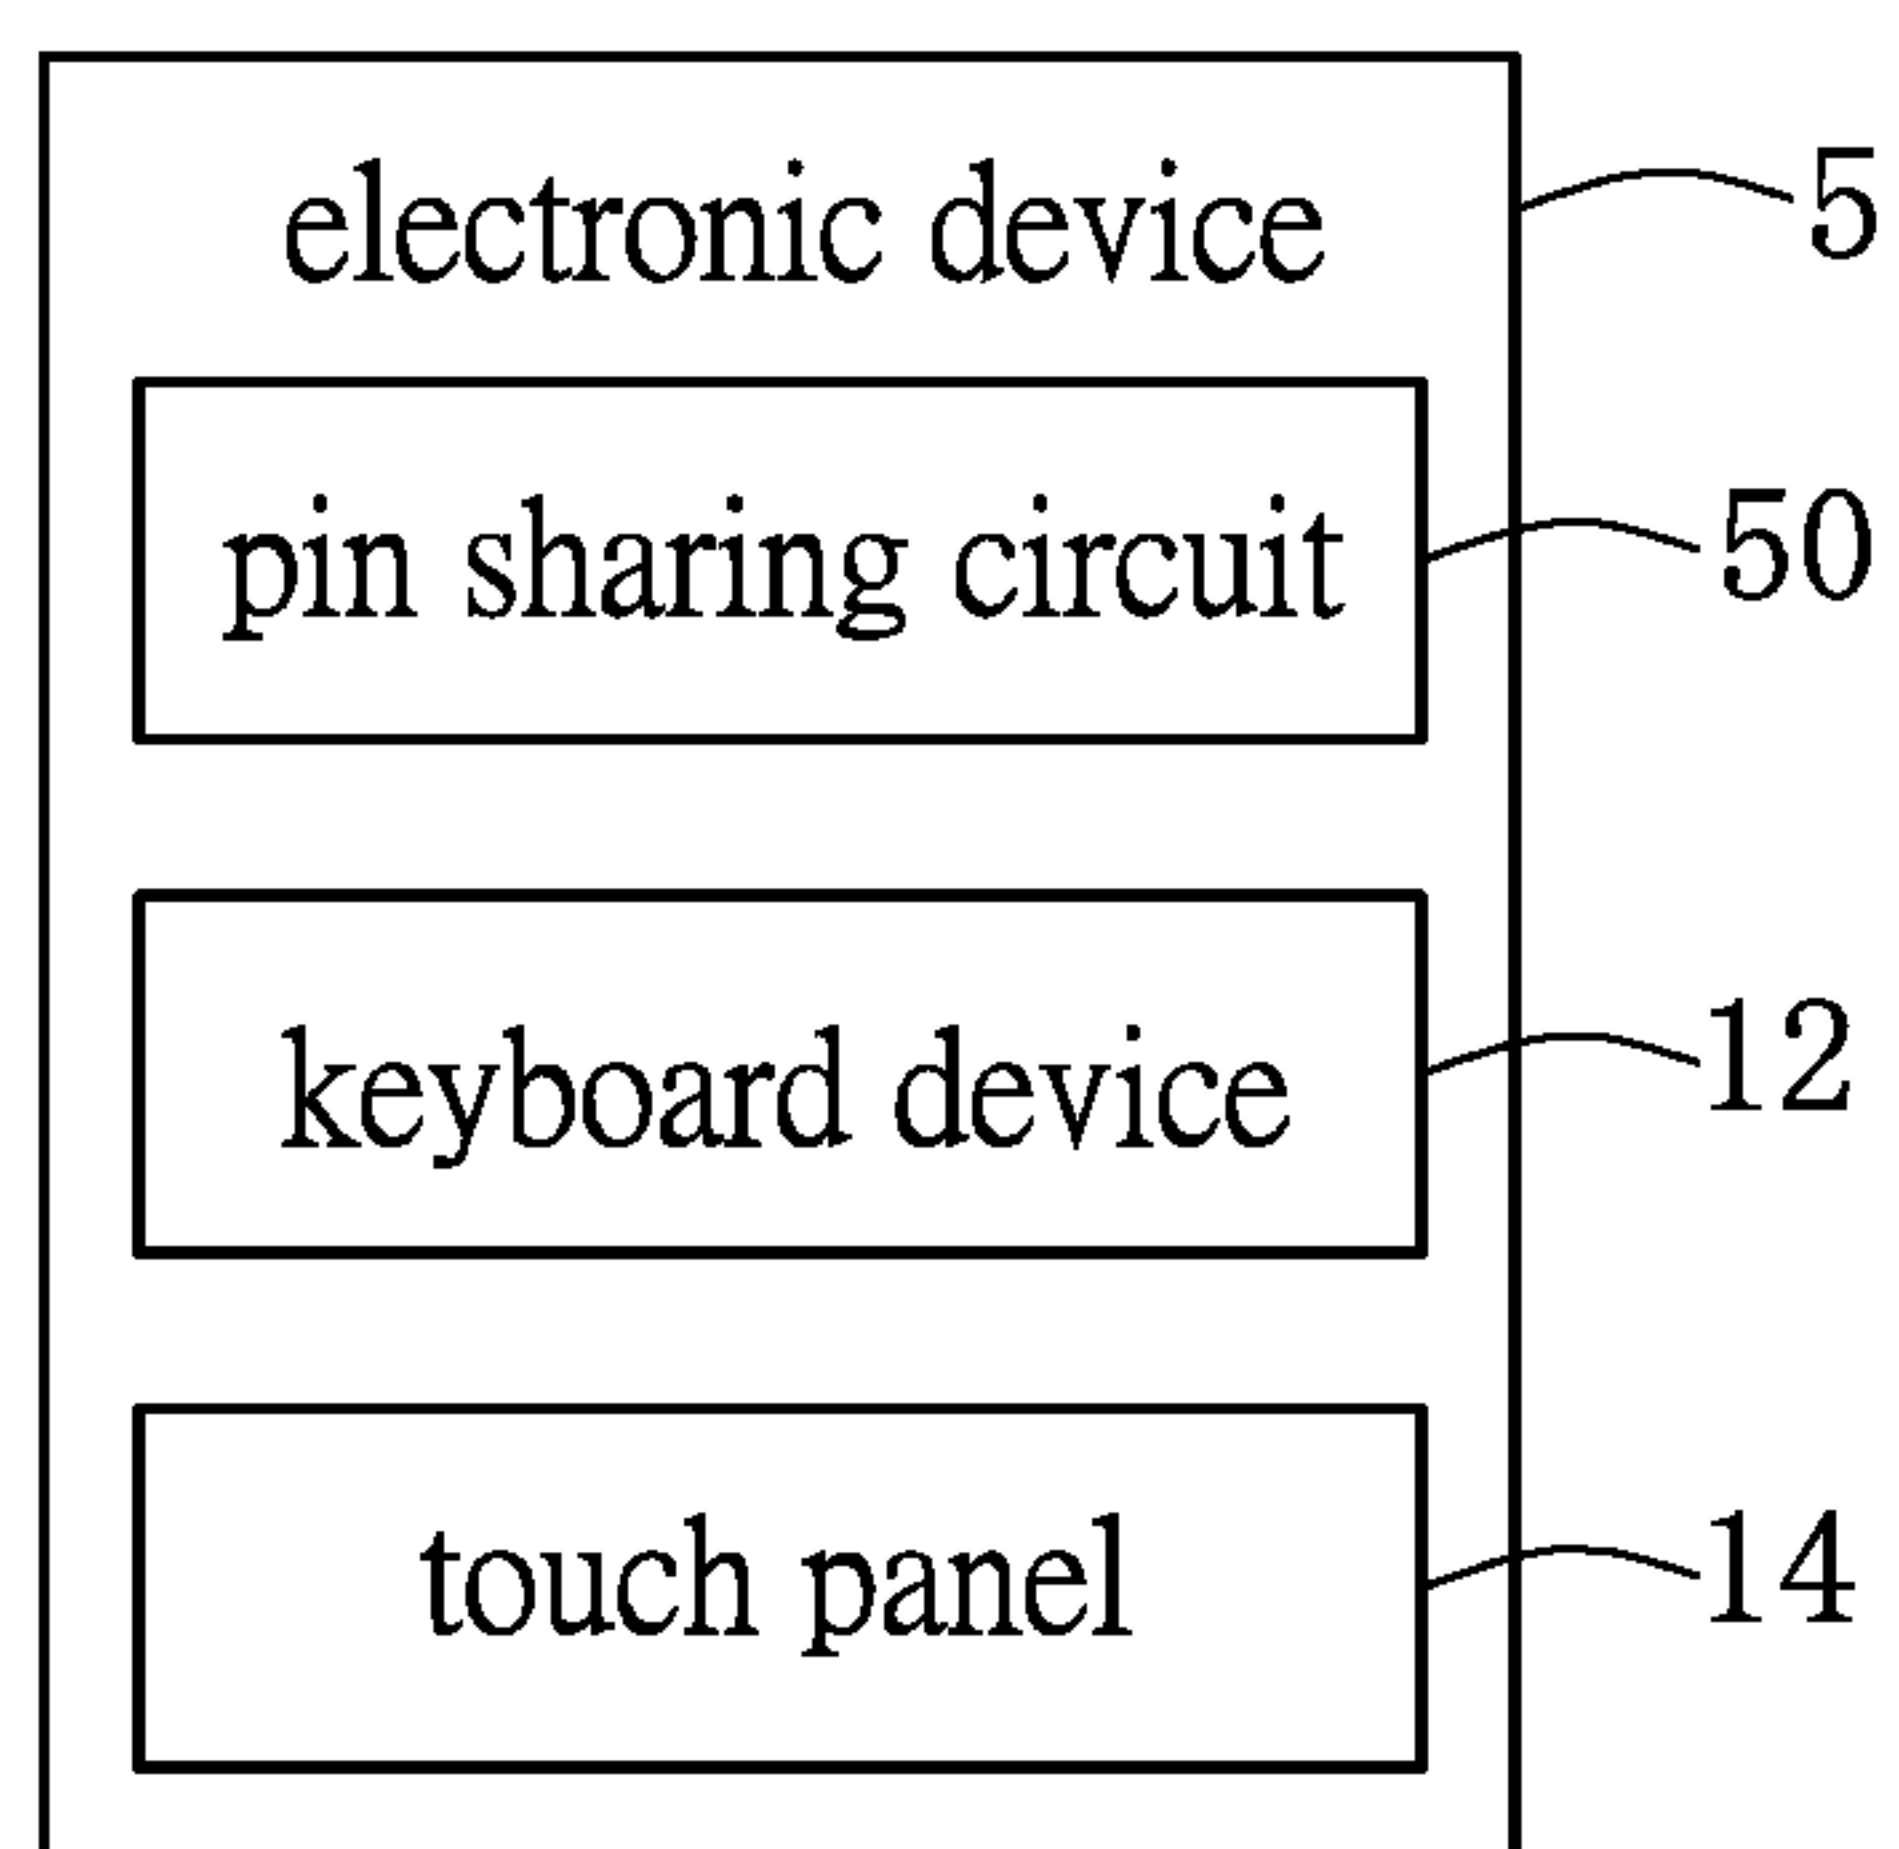 electronic device 5
pin sharing circuit 50
keyboard device 12
touch panel 14